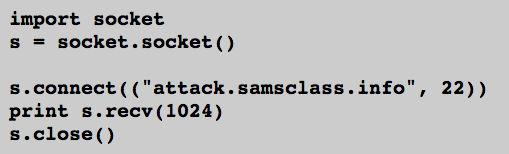 import socket
s = socket.socket()
s.connect(("attack.samsclass.info", 22))
print s.recv(1024)
s.close()